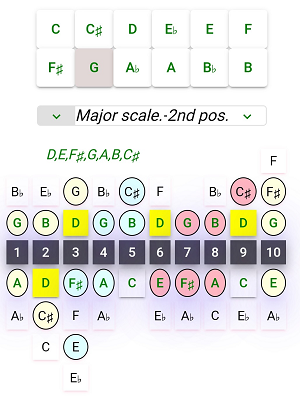 C C♯ D E♭ E F
F♯ G A♭ A B♭ B
Major scale.-2nd pos.
D,E,F♯,G,A,B,C♯
F
B♭ E♭ G B♭ C♯ F B♭ C♯ F♯
G B D G B D G B D G
1 2 3 4 5 6 7 8 9 10
A D F♯ A C E F♯ A C E
A♭ C♯ F A♭ E♭ A♭ C E♭ A♭
C E
E♭